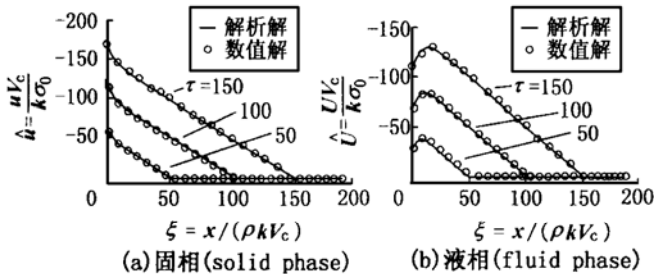 -200
-150
-100
-50
0
50
100
150
200
û=uV_c/kσ_0
— 解析解
○ 数值解
τ=150
100
50
ξ = x/(ρkV_c)
(a)固相(solid phase)
-150
-100
-50
0
50
100
150
200
Û=UV_c/kσ_0
— 解析解
○ 数值解
τ=150
100
50
ξ = x/(ρkV_c)
(b)液相(fluid phase)